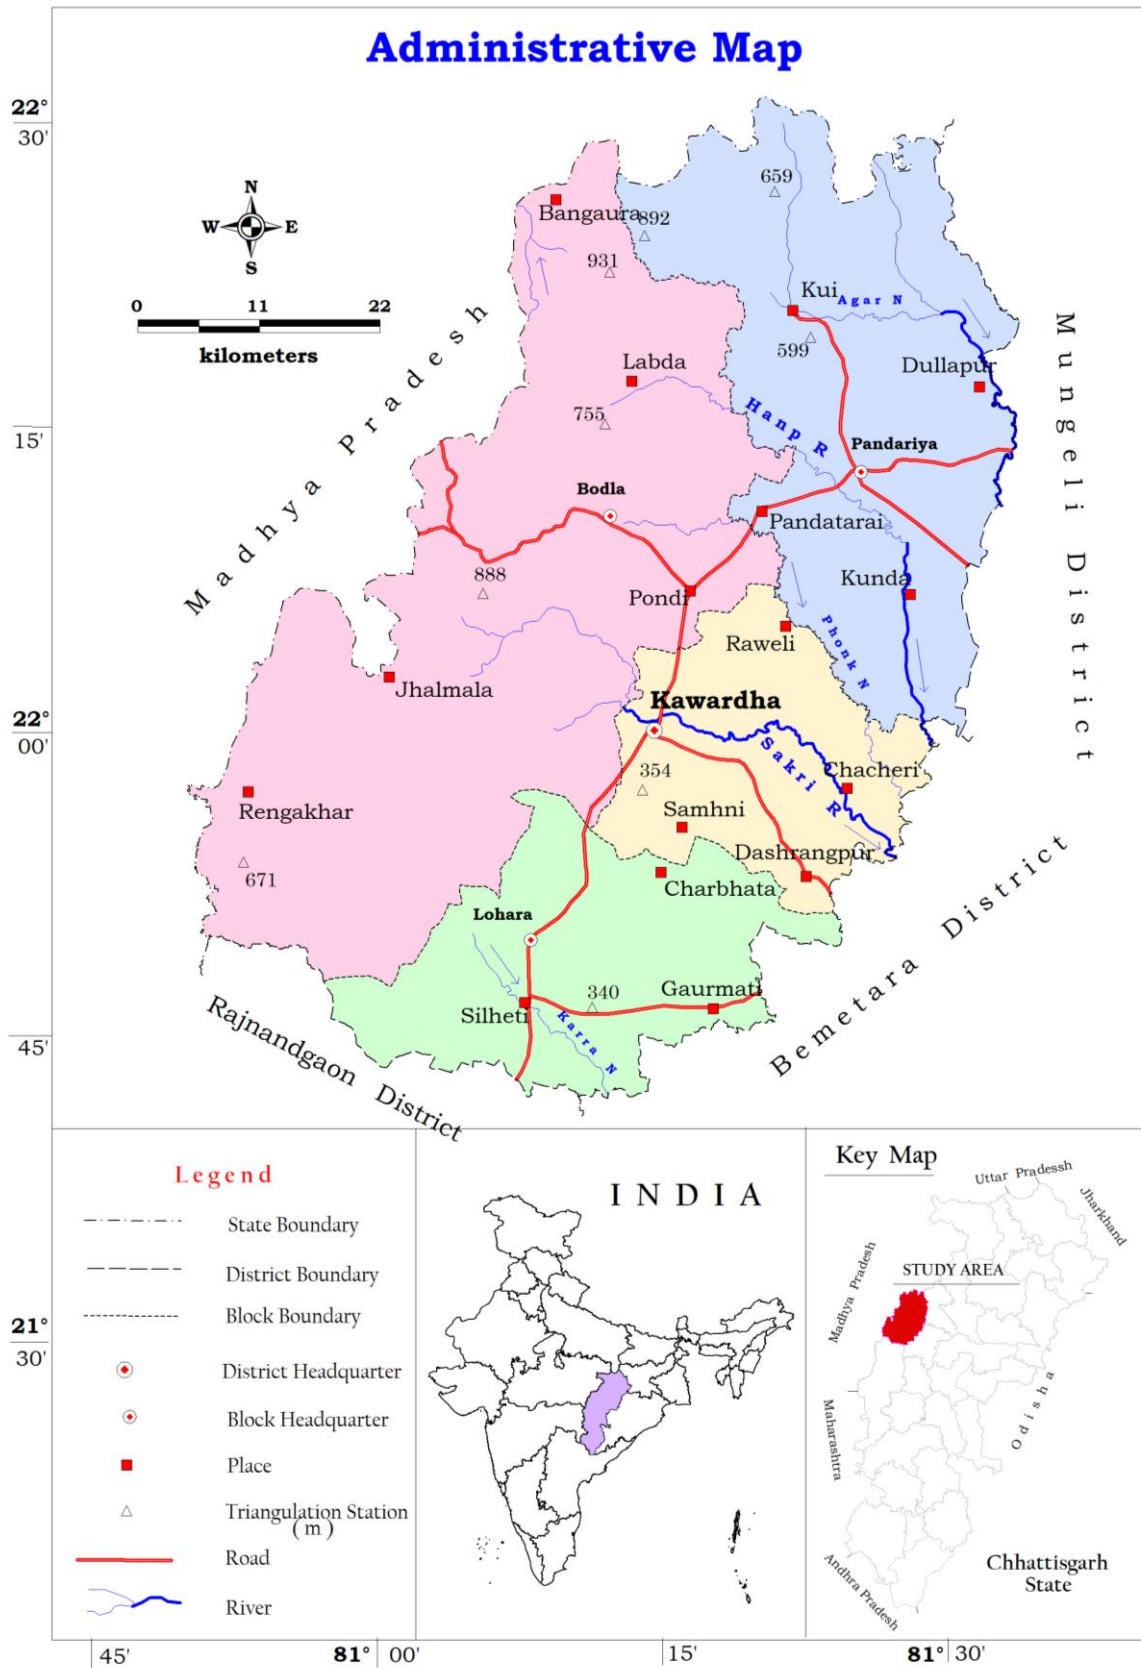 Administrative Map
22°
30'
N
W E
S
0 11 22
kilometers
659
Bangaura
892
931
Kui
Agar N
599
Dullapur
Labda
755
Hanp R
Pandariya
15'
Bodla
Pandatarai
888
Pondi
Kunda
Raweli
Phonk N
Jhalmala
Kawardha
22°
00'
Sakri R
354
Chacheri
Rengakhar
Samhni
Dashrangpur
671
Charbhata
Lohara
340
Gaurmati
Silheti
Karra N
45'
Madhya Pradesh
Mungeli District
Bemetara District
Rajnandgaon District
Legend
State Boundary
District Boundary
Block Boundary
21°
30'
District Headquarter
Block Headquarter
Place
Triangulation Station
(m)
Road
River
INDIA
Key Map
Uttar Pradessh
Jharkhand
Madhya Pradesh
STUDY AREA
Odisha
Maharashtra
Andhra Pradesh
Chhattisgarh
State
45' 81° 00' 15' 81° 30'